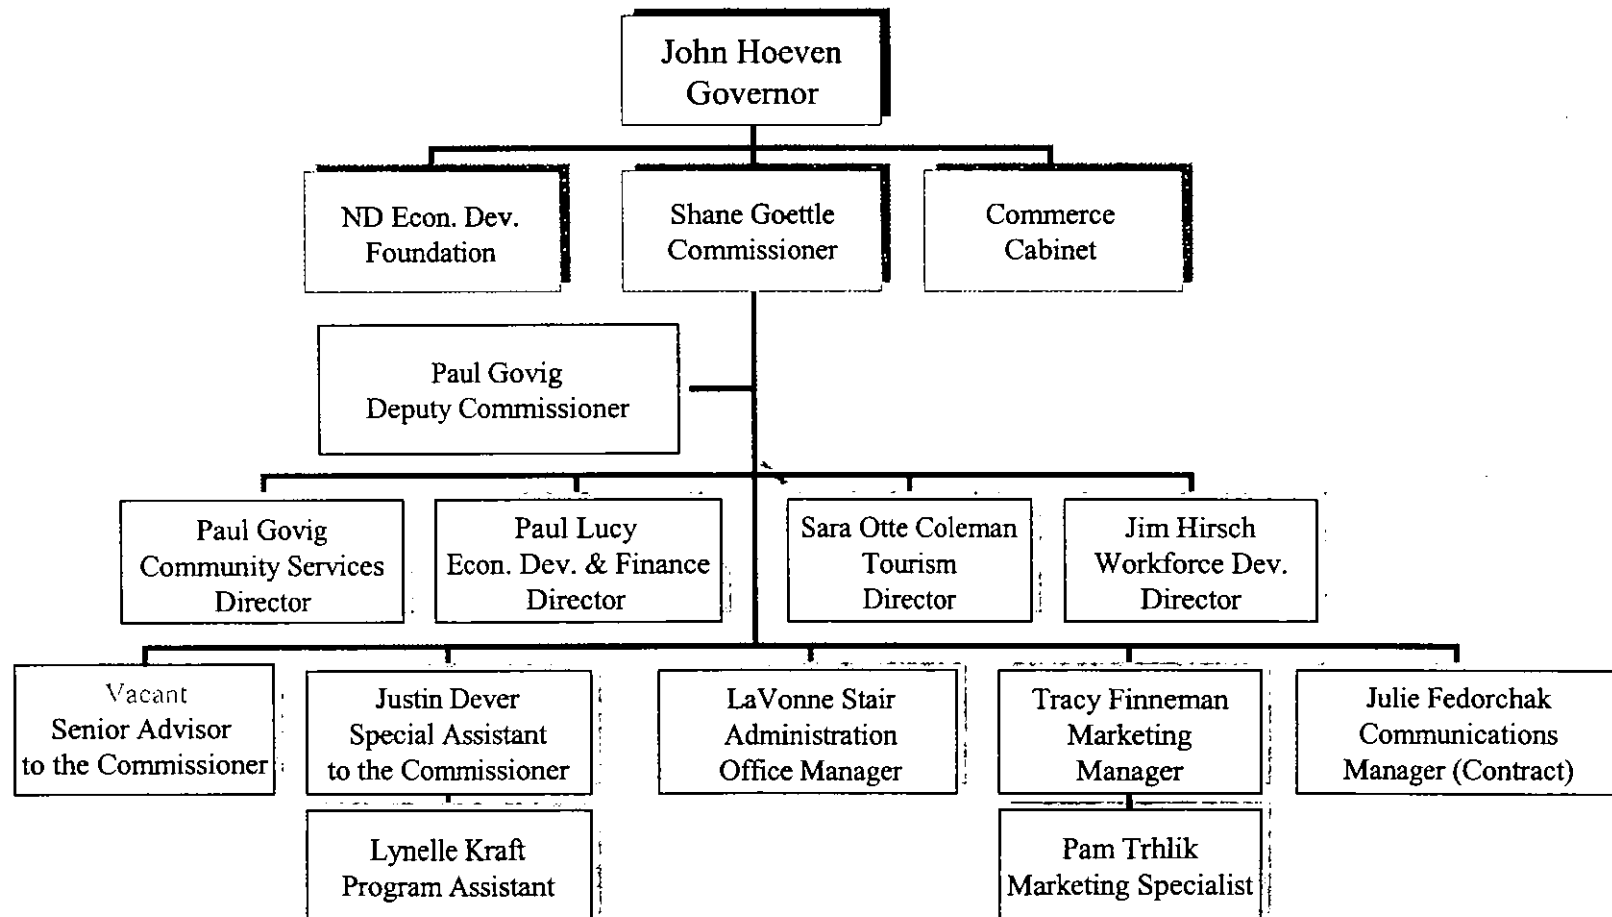 John Hoeven
Governor
ND Econ. Dev.
Foundation
Shane Goettle
Commissioner
Commerce
Cabinet
Paul Govig
Deputy Commissioner
Paul Govig
Community Services
Director
Paul Lucy
Econ. Dev. & Finance
Director
Sara Otte Coleman
Tourism
Director
Jim Hirsch
Workforce Dev.
Director
Vacant
Senior Advisor
to the Commissioner
Justin Dever
Special Assistant
to the Commissioner
LaVonne Stair
Administration
Office Manager
Tracy Finneman
Marketing
Manager
Julie Fedorchak
Communications
Manager (Contract)
Lynelle Kraft
Program Assistant
Pam Trhlik
Marketing Specialist